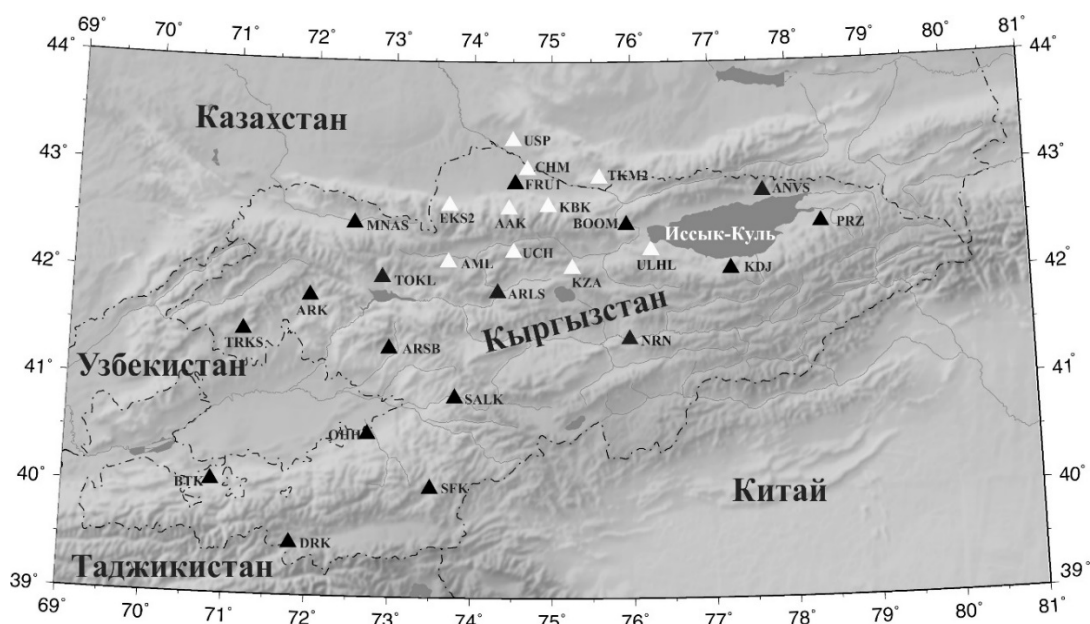 69° 70° 71° 72° 73° 74° 75° 76° 77° 78° 79° 80° 81°
44° 44°
Казахстан
USP
43° 43°
CHM
TKM2
FRU1
ANVS
EKS2 AAK KBK
MNAS BOOM PRZ
Иссык-Куль
UCH ULHL
42° AML KZA KDJ 42°
TOKL
ARK ARLS
Кыргызстан
TRKS
ARSB NRN
41° Узбекистан 41°
SALK
40° BTK SFK 40°
Китай
DRK
Таджикистан
39° 39°
69° 70° 71° 72° 73° 74° 75° 76° 77° 78° 79° 80° 81°